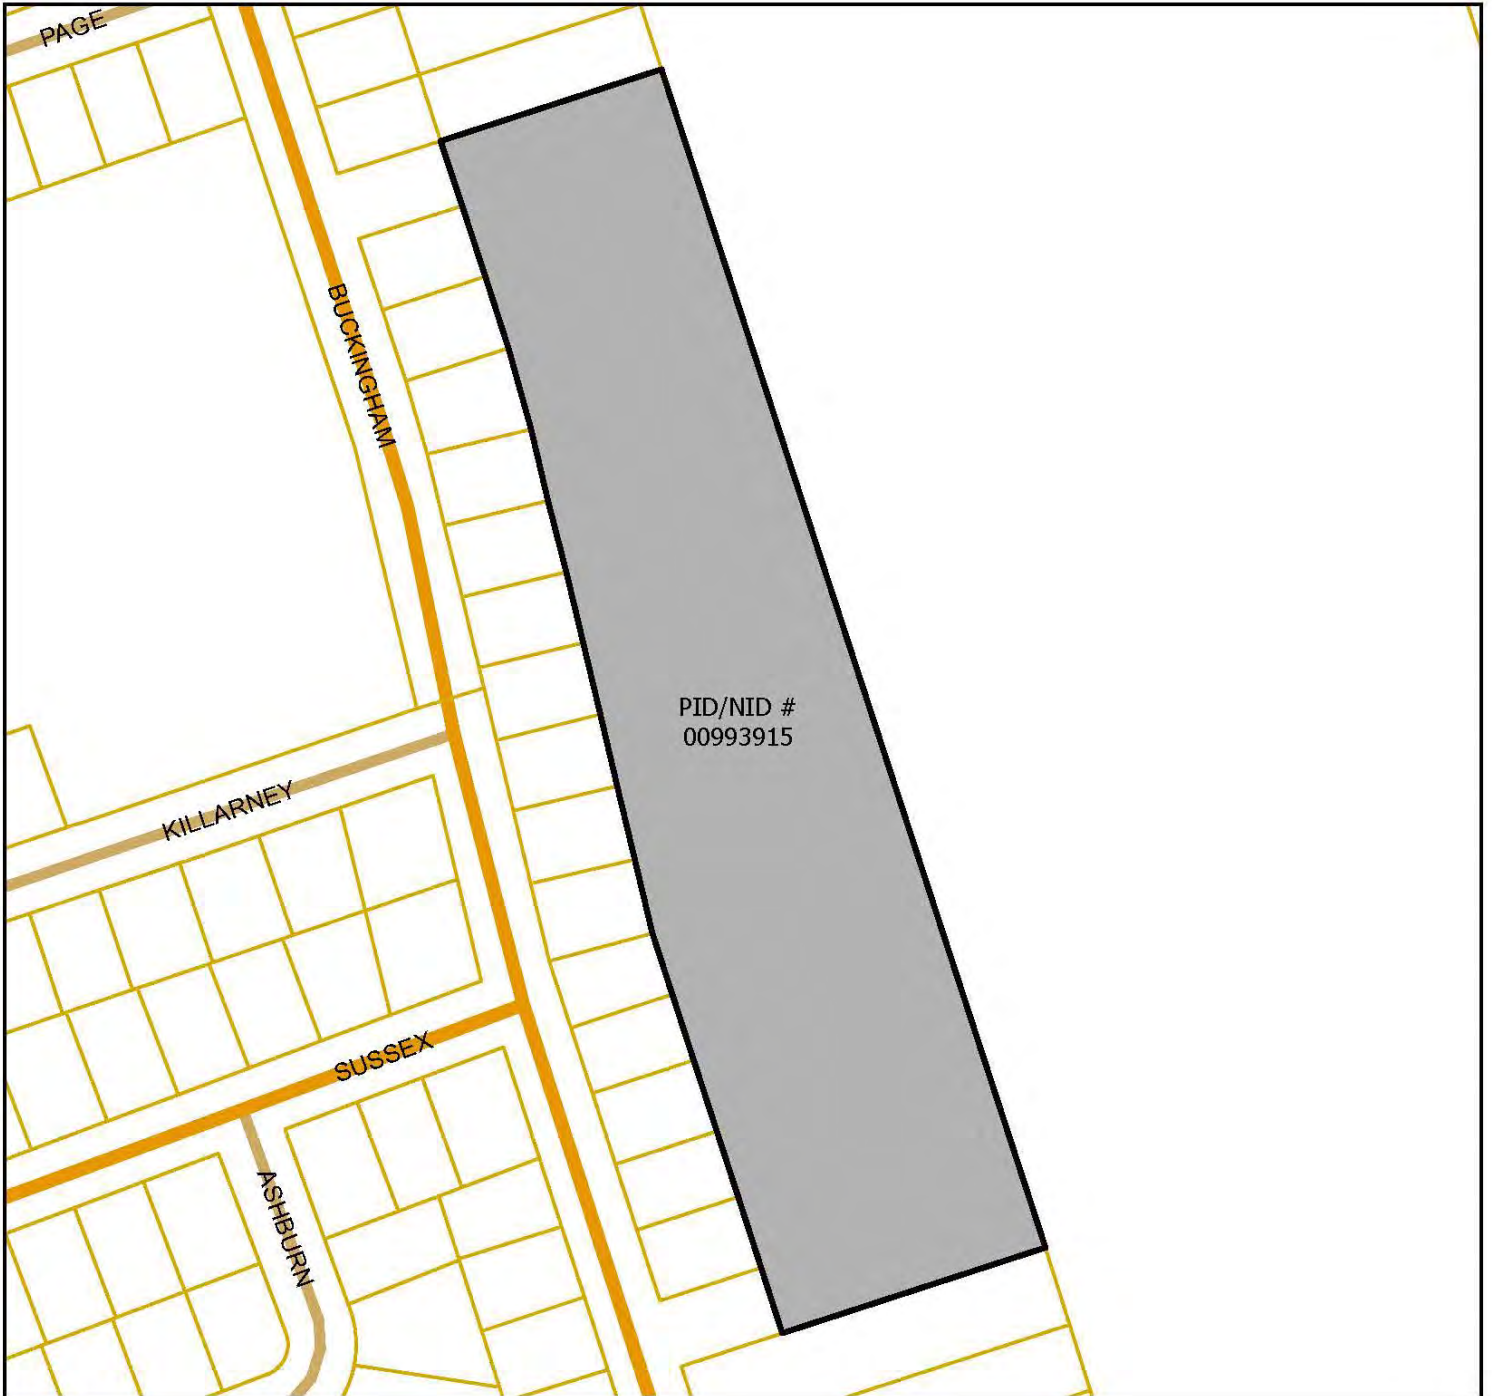 PAGE
BUCKINGHAM
PID/NID #
00993915
KILLARNEY
SUSSEX
ASHBURN